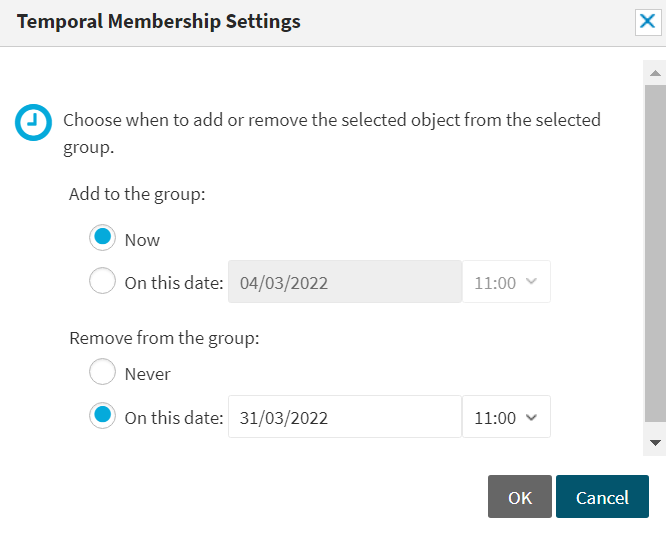 Temporal Membership Settings
Choose when to add or remove the selected object from the selected
group.
Add to the group:
Now
On this date: 04/03/2022 11:00
Remove from the group:
Never
On this date: 31/03/2022 11:00
OK Cancel